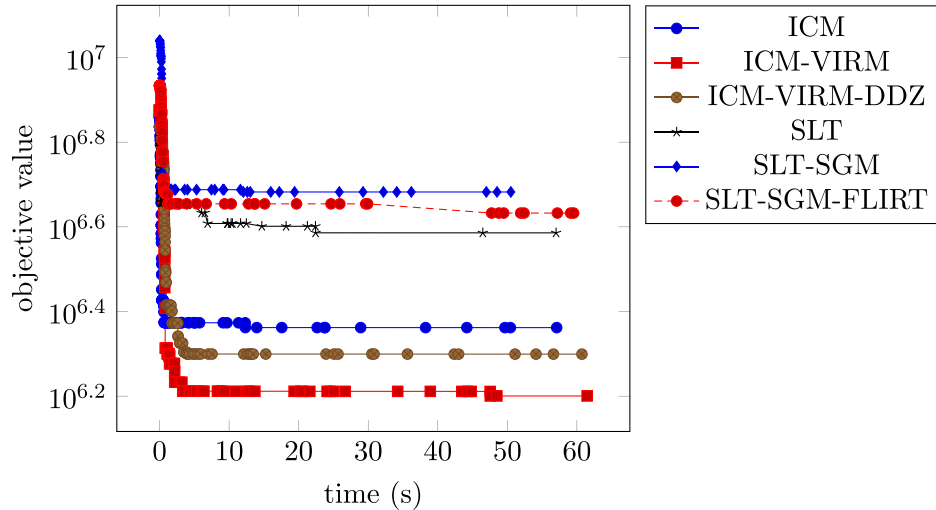 10^7
10^6.8
10^6.6
10^6.4
10^6.2
objective value
0
10
20
30
40
50
60
time (s)
ICM
ICM-VIRM
ICM-VIRM-DDZ
SLT
SLT-SGM
SLT-SGM-FLIRT